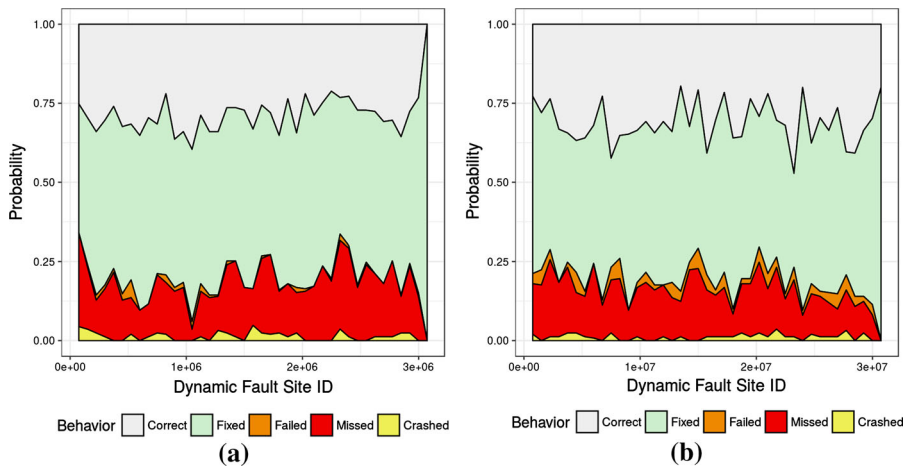 1.00
0.75
0.50
0.25
0.00
Probability
0e+00 1e+06 2e+06 3e+06
Dynamic Fault Site ID
Behavior Correct Fixed Failed Missed Crashed
(a)
1.00
0.75
0.50
0.25
0.00
Probability
0e+00 1e+07 2e+07 3e+07
Dynamic Fault Site ID
Behavior Correct Fixed Failed Missed Crashed
(b)